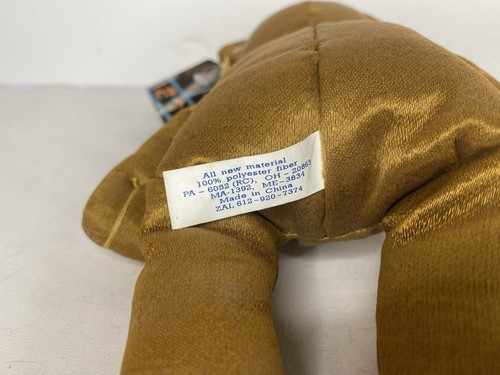 All new material
100% polyester fiber
PA - 6082 (RC), OH - 20863
MA-1392, ME-3834
Made in China
ZAI, 612-920-7374